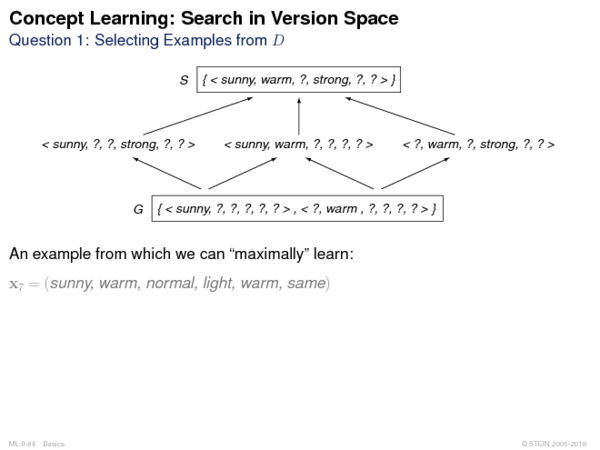 Concept Learning: Search in Version Space
Question 1: Selecting Examples from D
S { < sunny, warm, ?, strong, ?, ? > }
< sunny, ?, ?, strong, ?, ? > < sunny, warm, ?, ?, ?, ? > < ?, warm, ?, strong, ?, ? >
G { < sunny, ?, ?, ?, ?, ? > , < ?, warm , ?, ?, ?, ? > }
An example from which we can “maximally” learn:
x₇ = (sunny, warm, normal, light, warm, same)
ML:II-84 Basics © STEIN 2005-2018